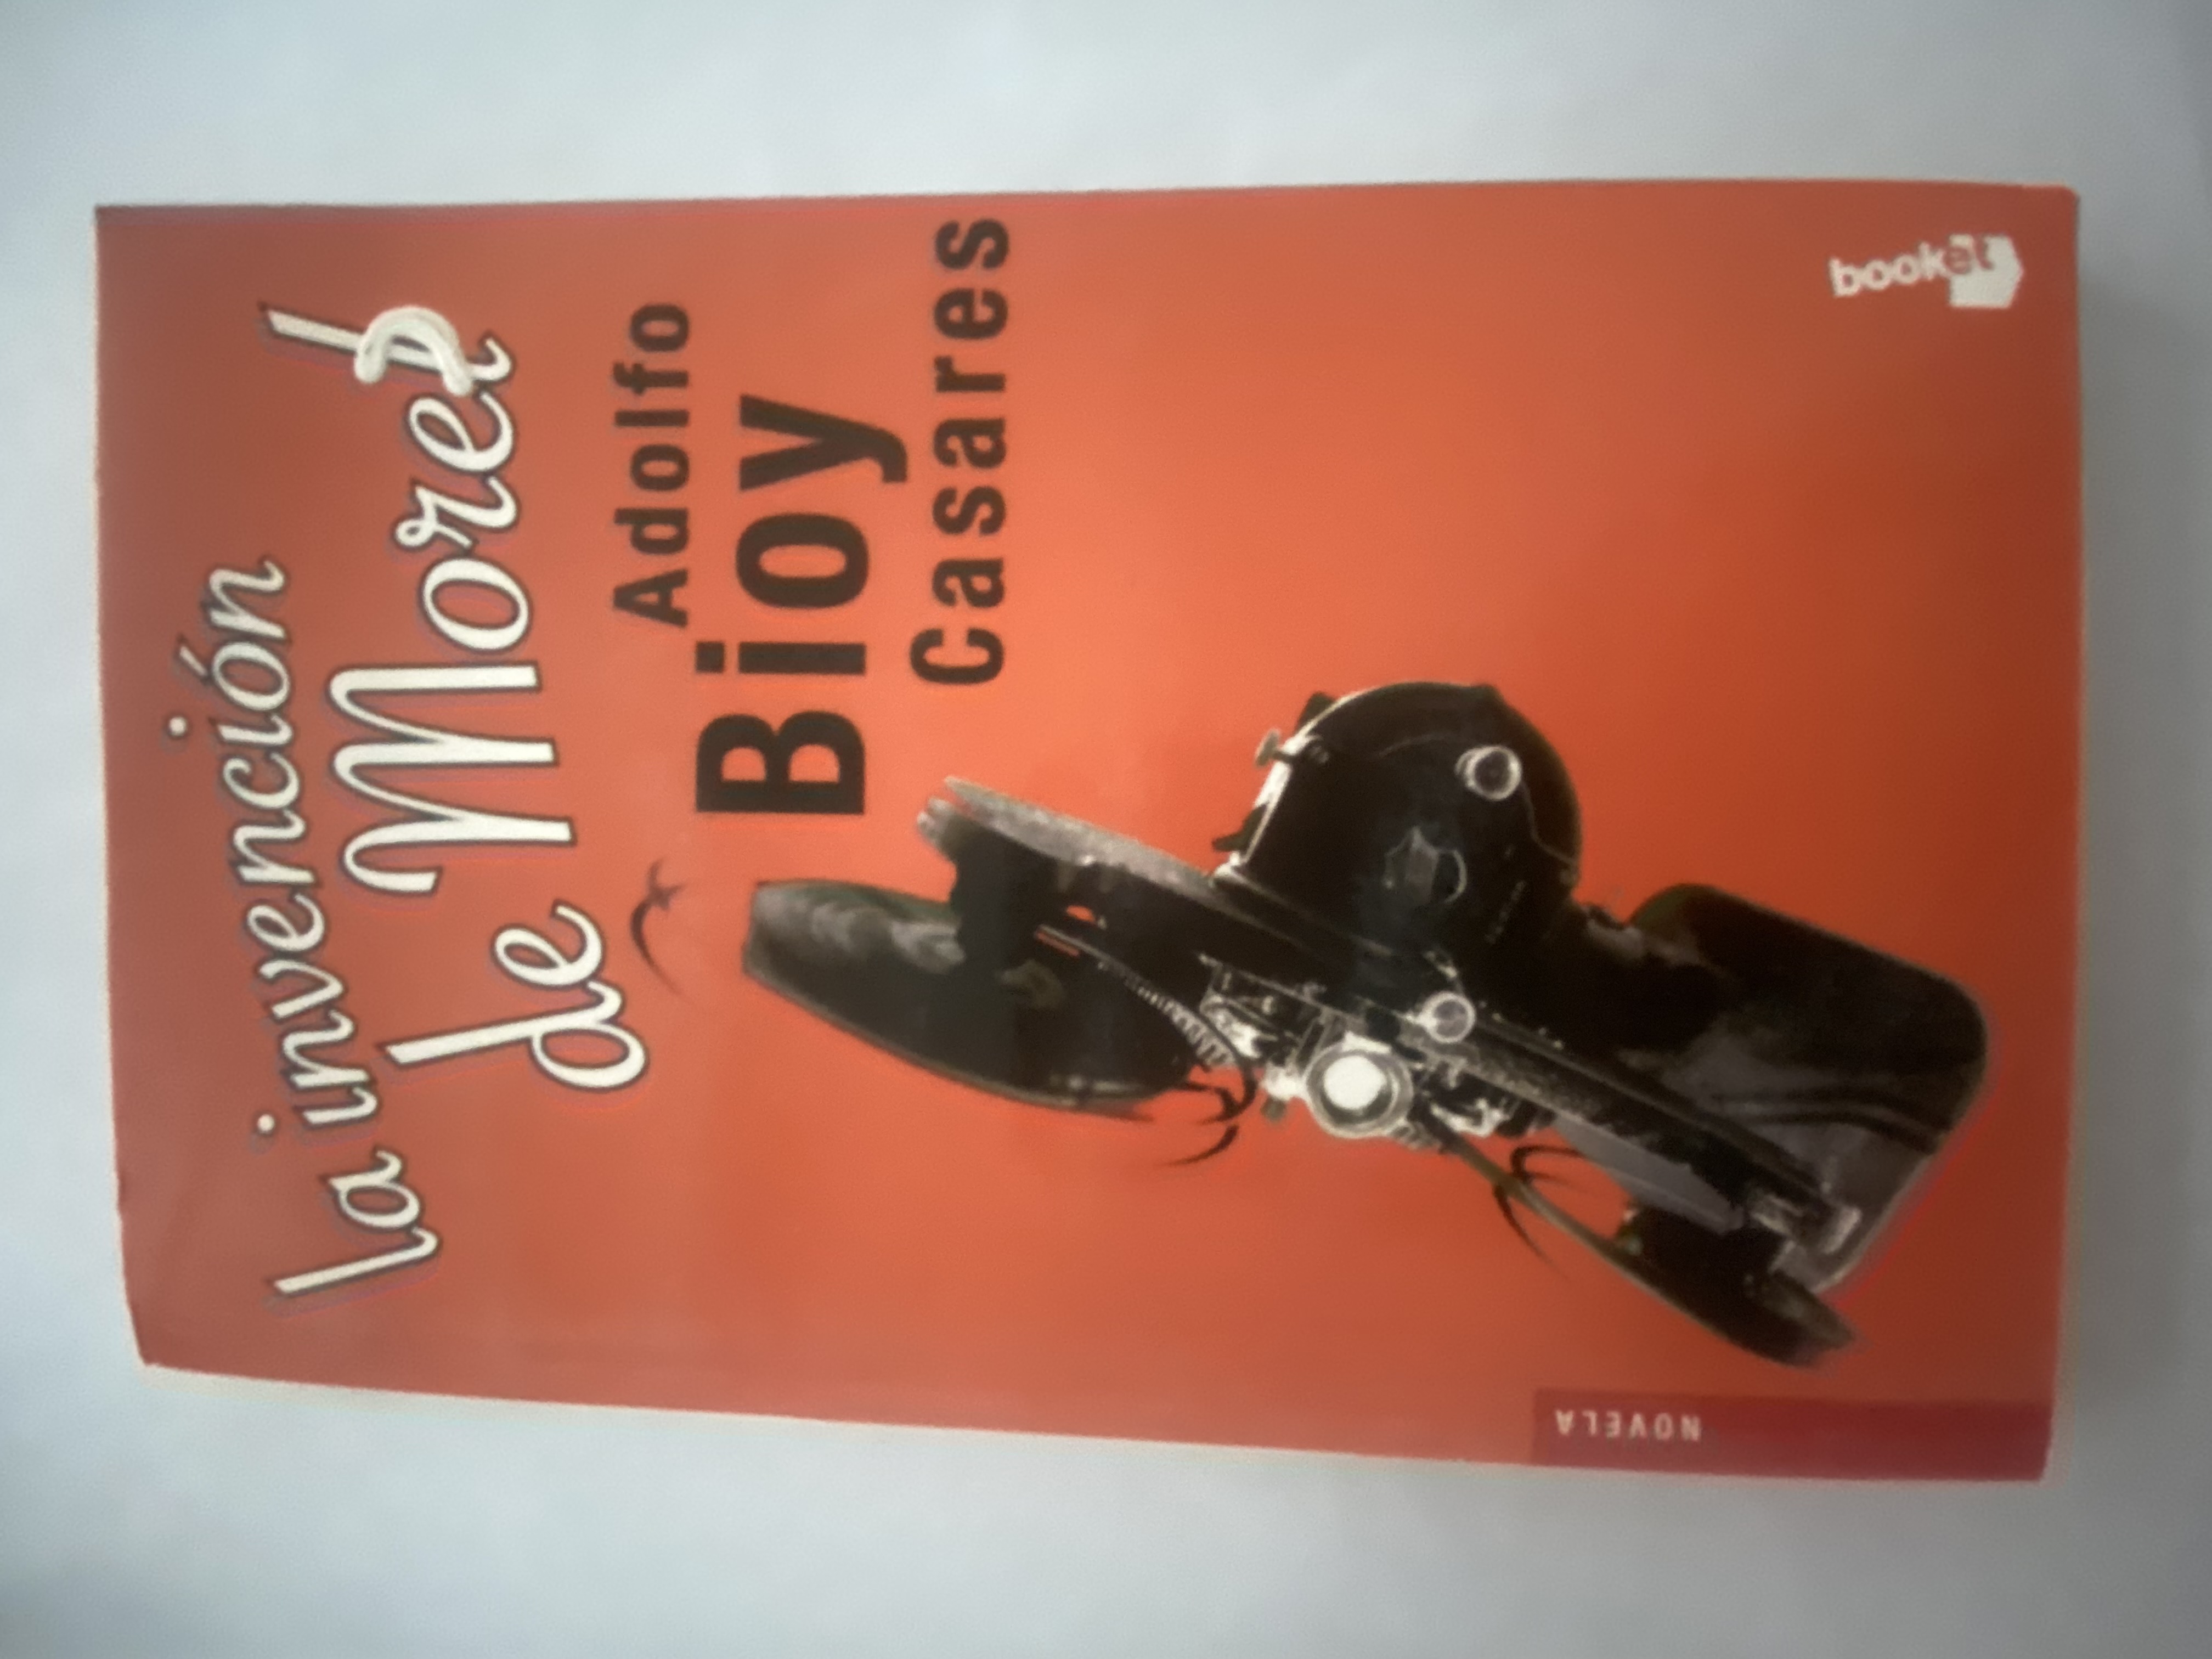 la invención
de Morel
Adolfo
Bioy
Casares
NOVELA
booket